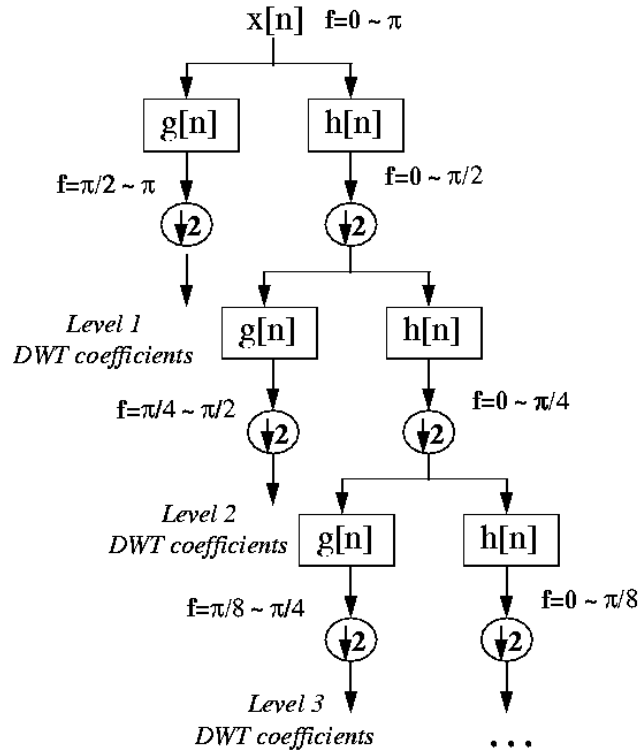 x[n] f=0 ~ π
g[n] h[n]
f=π/2 ~ π f=0 ~ π/2
↓2 ↓2
Level 1
DWT coefficients
g[n] h[n]
f=π/4 ~ π/2 f=0 ~ π/4
↓2 ↓2
Level 2
DWT coefficients
g[n] h[n]
f=π/8 ~ π/4 f=0 ~ π/8
↓2 ↓2
Level 3
DWT coefficients
...